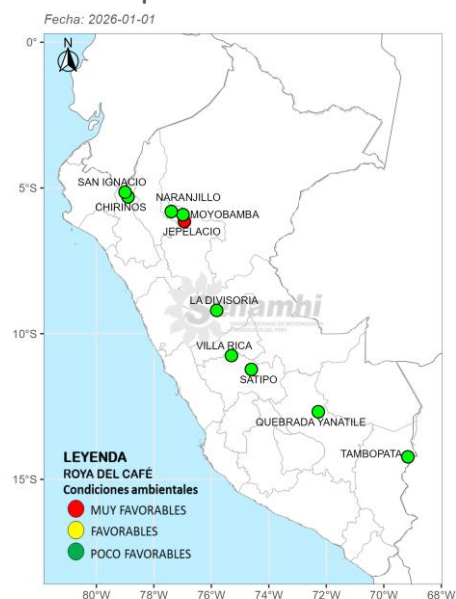 Fecha: 2026-01-01
N
0°
5°S
10°S
15°S
SAN IGNACIO
CHIRINOS
NARANJILLO
MOYOBAMBA
JEPELACIO
LA DIVISORIA
Senamhi
VILLA RICA
SATIPO
QUEBRADA YANATILE
TAMBOPATA
LEYENDA
ROYA DEL CAFÉ
Condiciones ambientales
MUY FAVORABLES
FAVORABLES
POCO FAVORABLES
80°W 78°W 76°W 74°W 72°W 70°W 68°W